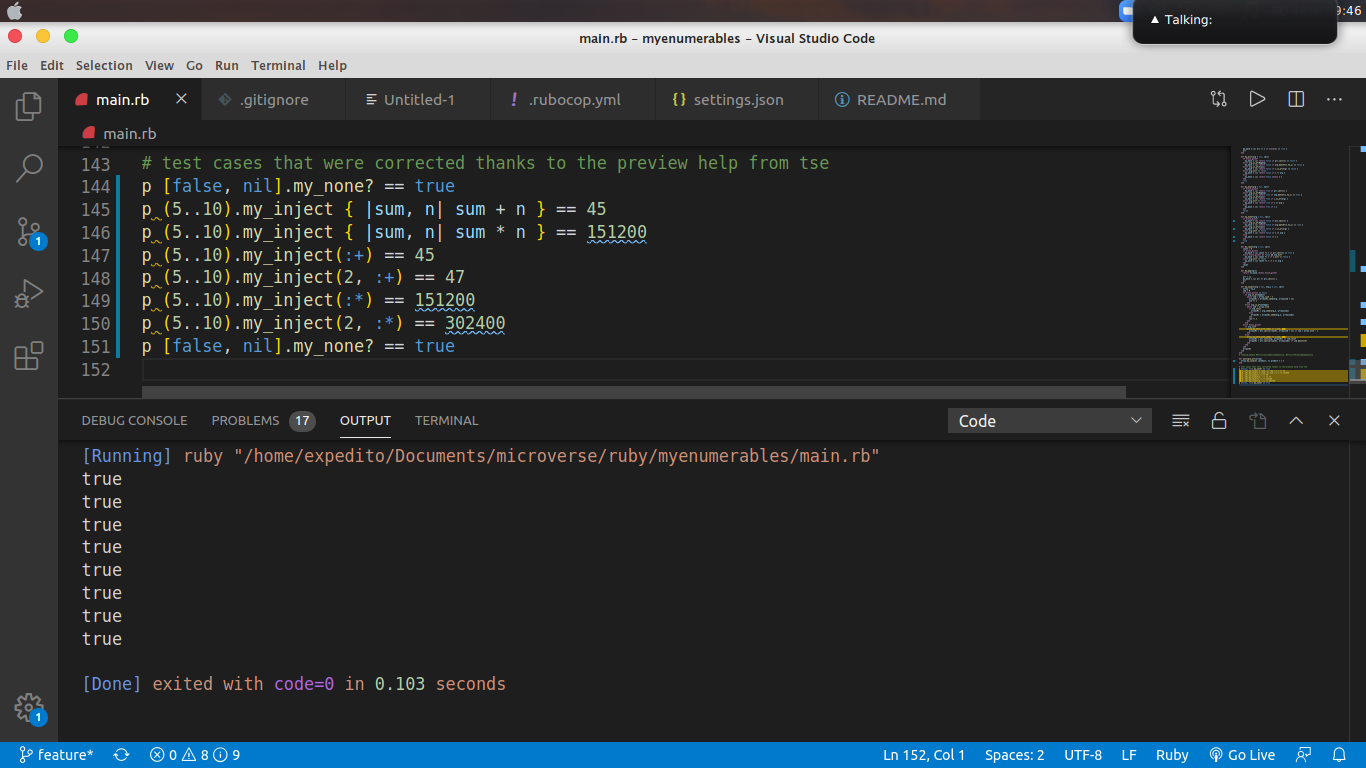 9:46
▲ Talking:
main.rb – myenumerables – Visual Studio Code
File Edit Selection View Go Run Terminal Help
main.rb .gitignore Untitled-1 ! .rubocop.yml {} settings.json README.md
main.rb
143 # test cases that were corrected thanks to the preview help from tse
144 p [false, nil].my_none? == true
145 p (5..10).my_inject { |sum, n| sum + n } == 45
146 p (5..10).my_inject { |sum, n| sum * n } == 151200
147 p (5..10).my_inject(:+) == 45
148 p (5..10).my_inject(2, :+) == 47
149 p (5..10).my_inject(:*) == 151200
150 p (5..10).my_inject(2, :*) == 302400
151 p [false, nil].my_none? == true
152
1
DEBUG CONSOLE PROBLEMS 17 OUTPUT TERMINAL Code
[Running] ruby "/home/expedito/Documents/microverse/ruby/myenumerables/main.rb"
true
true
true
true
true
true
true
true
[Done] exited with code=0 in 0.103 seconds
1
feature* 0 8 9 Ln 152, Col 1 Spaces: 2 UTF-8 LF Ruby Go Live